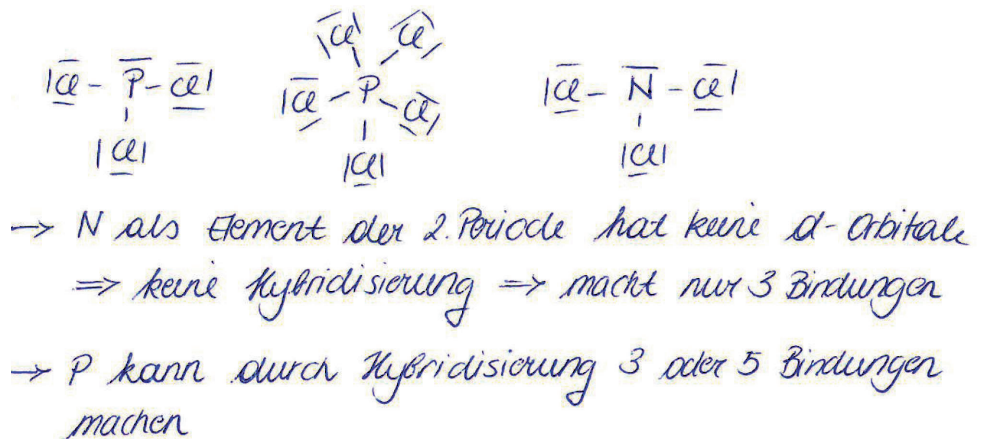 |Cl - P - Cl|
|Cl|
Cl Cl
|Cl - P - Cl|
|Cl|
|Cl - N - Cl|
|Cl|
→ N als Element der 2. Periode hat keine d-Orbitale
⇒ keine Hybridisierung ⇒ macht nur 3 Bindungen
→ P kann durch Hybridisierung 3 oder 5 Bindungen
machen